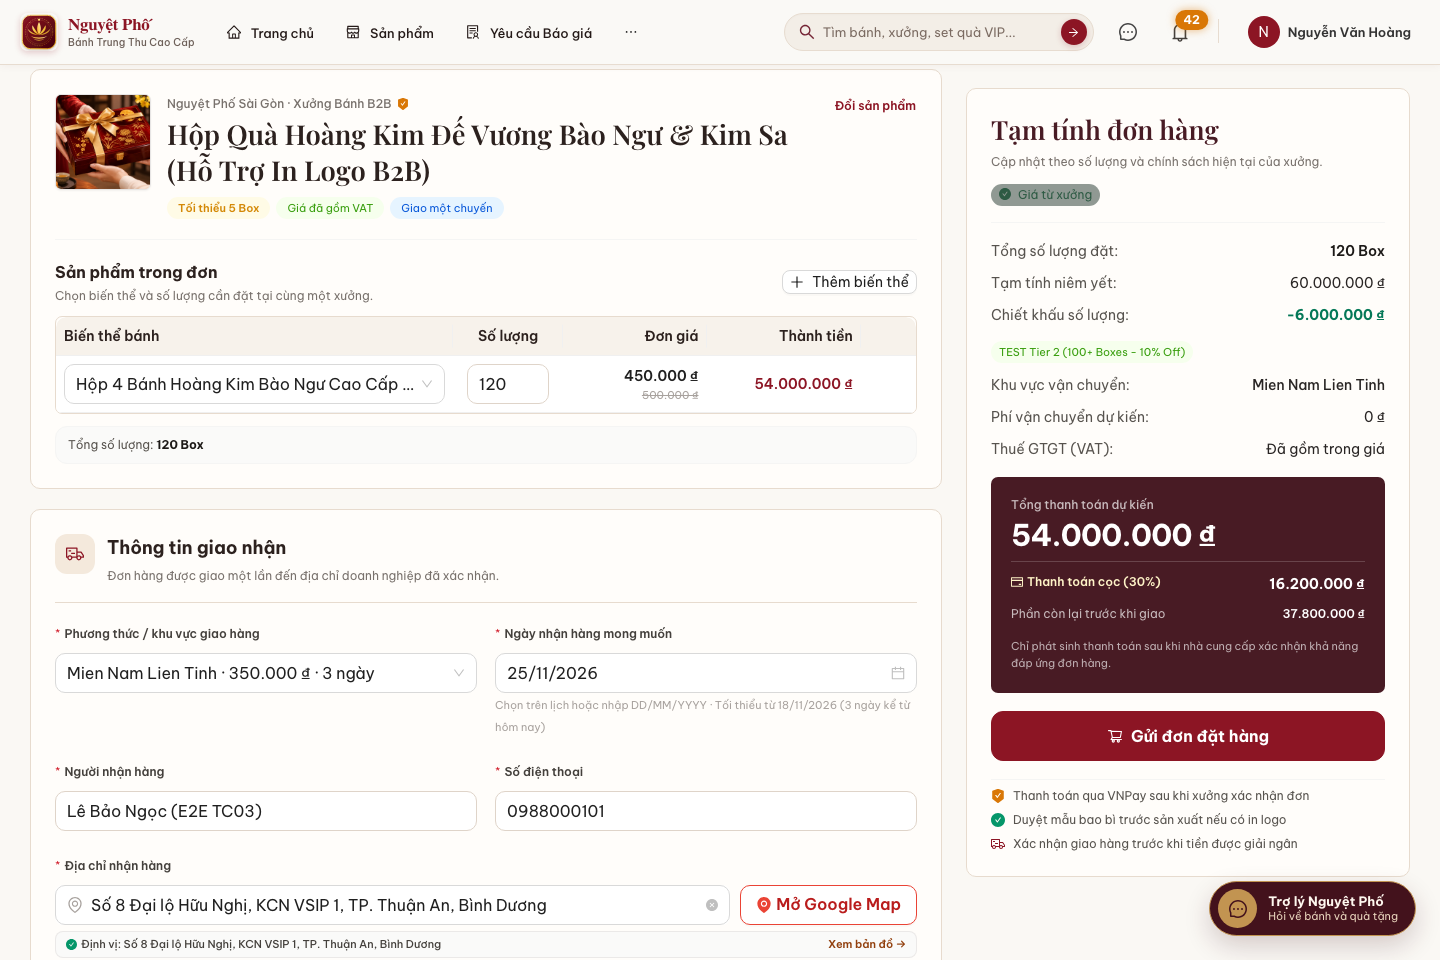 Nguyệt Phố
Bánh Trung Thu Cao Cấp
Trang chủ
Sản phẩm
Yêu cầu Báo giá
...
Tìm bánh, xưởng, set quà VIP...
42
N
Nguyễn Văn Hoàng
Nguyệt Phố Sài Gòn · Xưởng Bánh B2B
Đổi sản phẩm
Hộp Quà Hoàng Kim Đế Vương Bào Ngư & Kim Sa
(Hỗ Trợ In Logo B2B)
Tối thiểu 5 Box
Giá đã gồm VAT
Giao một chuyến
Sản phẩm trong đơn
Chọn biến thể và số lượng cần đặt tại cùng một xưởng.
Thêm biến thể
Biến thể bánh
Số lượng
Đơn giá
Thành tiền
Hộp 4 Bánh Hoàng Kim Bào Ngư Cao Cấp ...
120
450.000 ₫
500.000 ₫
54.000.000 ₫
Tổng số lượng: 120 Box
Thông tin giao nhận
Đơn hàng được giao một lần đến địa chỉ doanh nghiệp đã xác nhận.
* Phương thức / khu vực giao hàng
* Ngày nhận hàng mong muốn
Mien Nam Lien Tinh · 350.000 ₫ · 3 ngày
25/11/2026
Chọn trên lịch hoặc nhập DD/MM/YYYY · Tối thiểu từ 18/11/2026 (3 ngày kể từ
hôm nay)
* Người nhận hàng
* Số điện thoại
Lê Bảo Ngọc (E2E TC03)
0988000101
* Địa chỉ nhận hàng
Số 8 Đại lộ Hữu Nghị, KCN VSIP 1, TP. Thuận An, Bình Dương
Mở Google Map
Định vị: Số 8 Đại lộ Hữu Nghị, KCN VSIP 1, TP. Thuận An, Bình Dương
Xem bản đồ →
Tạm tính đơn hàng
Cập nhật theo số lượng và chính sách hiện tại của xưởng.
Giá từ xưởng
Tổng số lượng đặt:
120 Box
Tạm tính niêm yết:
60.000.000 ₫
Chiết khấu số lượng:
-6.000.000 ₫
TEST Tier 2 (100+ Boxes - 10% Off)
Khu vực vận chuyển:
Mien Nam Lien Tinh
Phí vận chuyển dự kiến:
0 ₫
Thuế GTGT (VAT):
Đã gồm trong giá
Tổng thanh toán dự kiến
54.000.000 ₫
Thanh toán cọc (30%)
16.200.000 ₫
Phần còn lại trước khi giao
37.800.000 ₫
Chỉ phát sinh thanh toán sau khi nhà cung cấp xác nhận khả năng
đáp ứng đơn hàng.
Gửi đơn đặt hàng
Thanh toán qua VNPay sau khi xưởng xác nhận đơn
Duyệt mẫu bao bì trước sản xuất nếu có in logo
Xác nhận giao hàng trước khi tiền được giải ngân
Trợ lý Nguyệt Phố
Hỏi về bánh và quà tặng